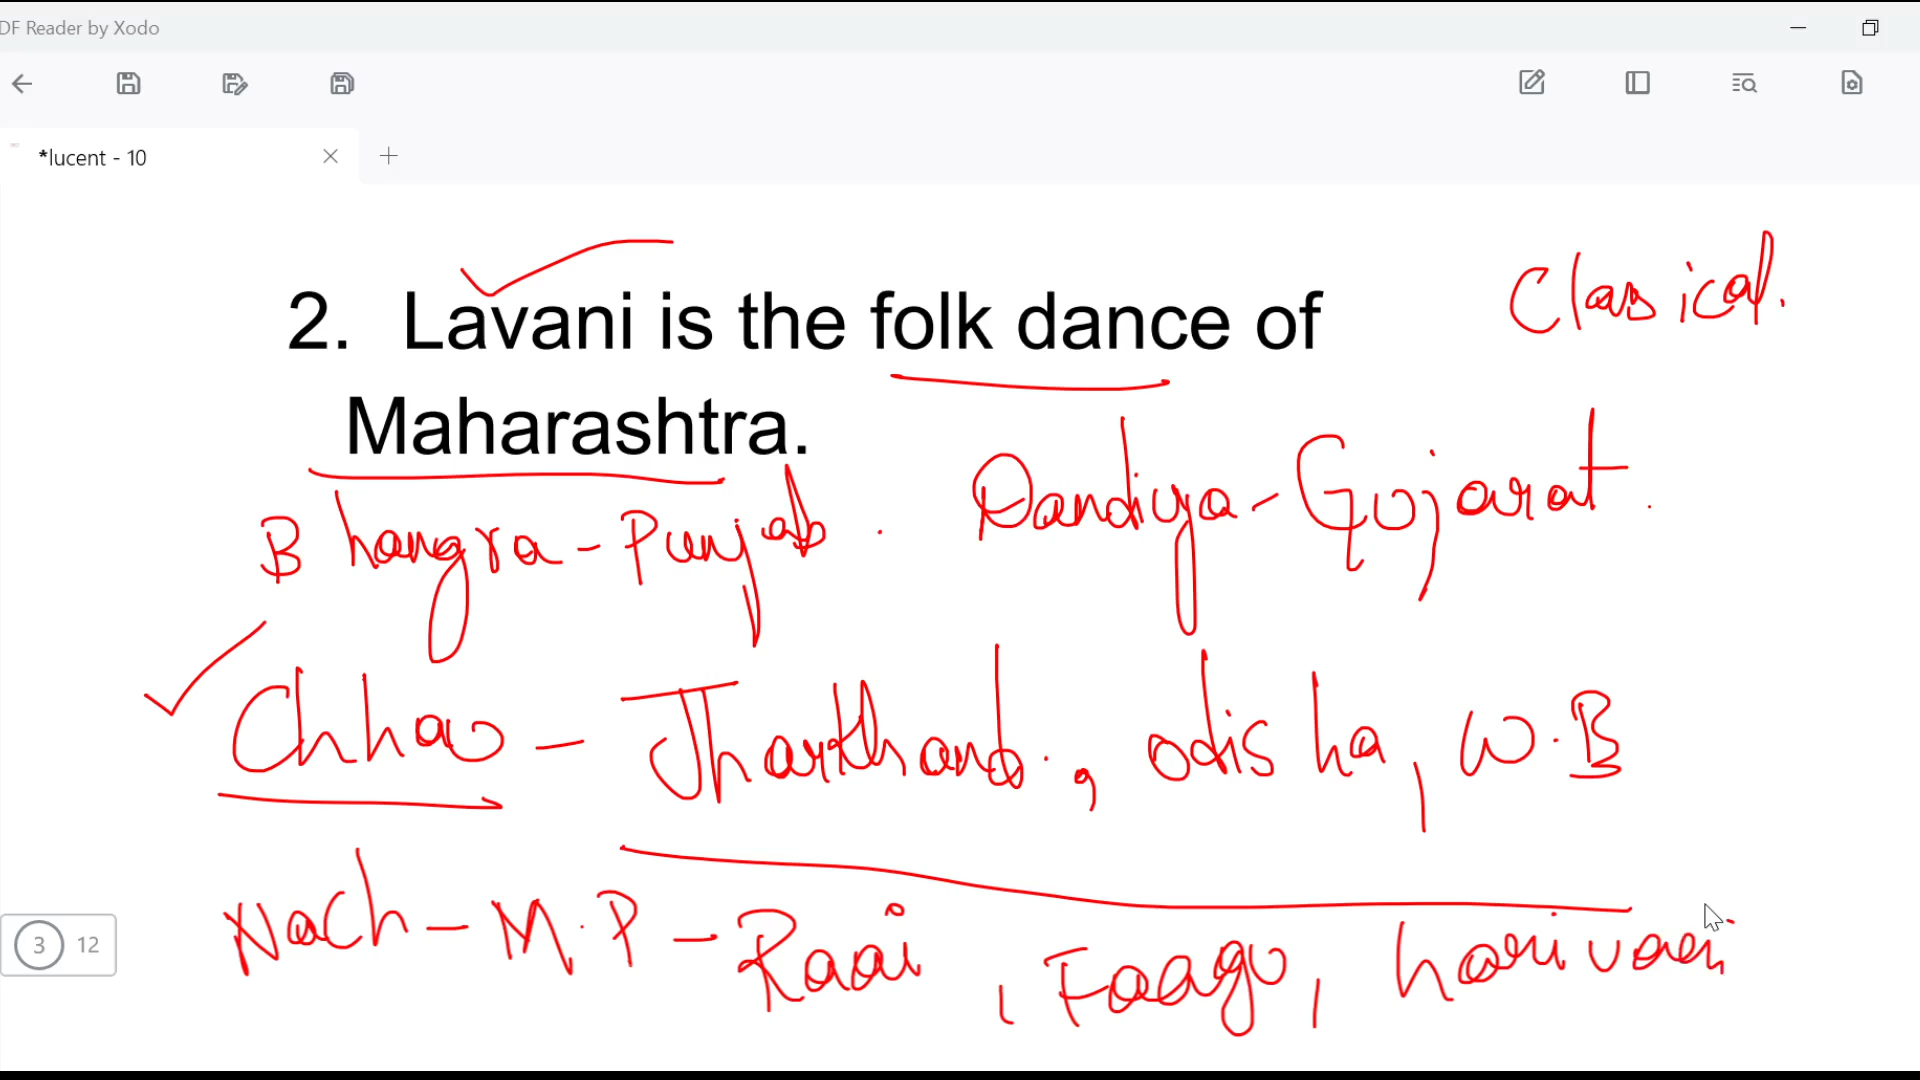 DF Reader by Xodo
*lucent - 10
Classical.
2. Lavani is the folk dance of
Maharashtra.
Bhangra - Punjab. Dandiya - Gujarat.
Chhau - Jharkhand, odisha, W.B
Nach - M.P - Raai, Faagu,
3 12